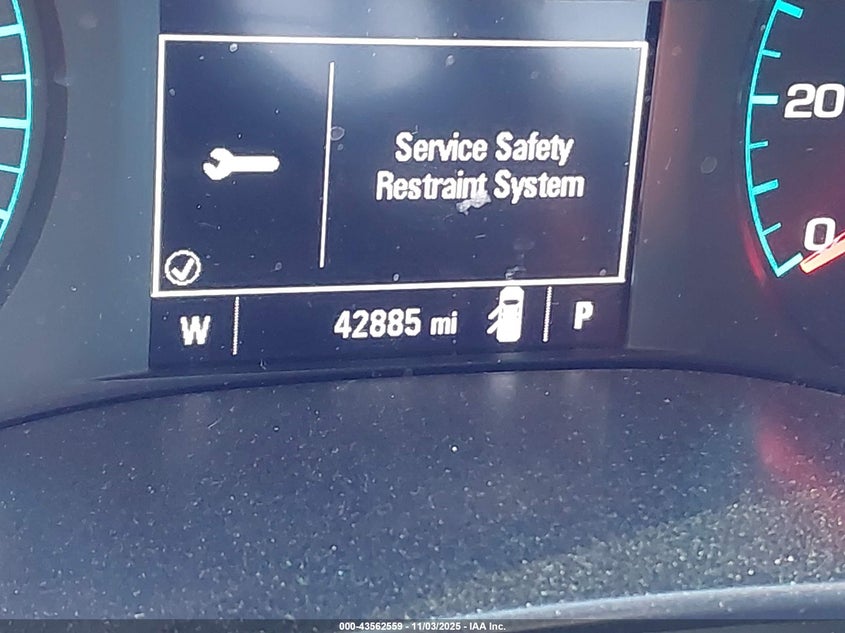 20
Service Safety
Restraint System
0
W 42885 mi P
000-43562559 - 11/03/2025 - IAA Inc.